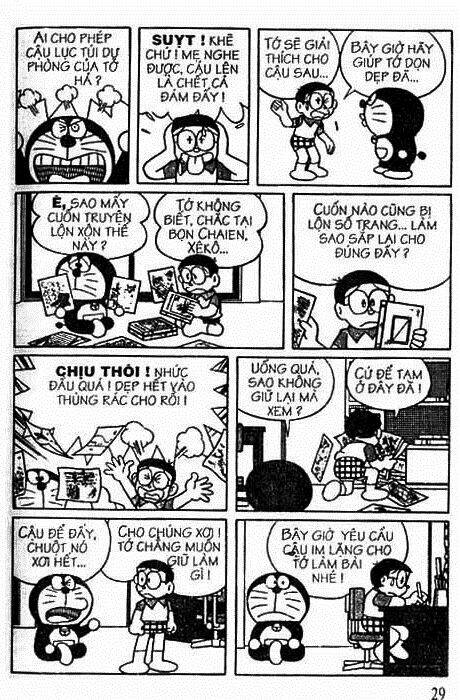 AI CHO PHÉP
CẬU LỤC TÚI DỰ
PHÒNG CỦA TỚ
HẢ ?
SUỴT ! KHẼ
CHỨ ! MẸ NGHE
ĐƯỢC, CẬU LÊN
LÀ CHẾT CẢ
ĐÁM ĐẤY !
TỚ SẼ GIẢI
THÍCH CHO
CẬU SAU...
BÂY GIỜ HÃY
GIÚP TỚ DỌN
DẸP ĐÃ...
Ê, SAO MẤY
CUỐN TRUYỆN
LỘN XỘN THẾ
NÀY ?
TỚ KHÔNG
BIẾT, CHẮC TẠI
BỌN CHAIEN,
XÊKÔ...
CUỐN NÀO CŨNG BỊ
LỘN SỐ TRANG... LÀM
SAO SẮP LẠI CHO
ĐÚNG ĐÂY ?
CHỊU THÔI ! NHỨC
ĐẦU QUÁ ! DẸP HẾT VÀO
THÙNG RÁC CHO RỒI !
UỔNG QUÁ,
SAO KHÔNG
GIỮ LẠI MÀ
XEM ?
CỨ ĐỂ TẠM
Ở ĐÂY ĐÃ !
CẬU ĐỂ ĐẤY,
CHUỘT NÓ
XƠI HẾT...
CHO CHÚNG XƠI !
TỚ CHẲNG MUỐN
GIỮ LÀM
GÌ !
BÂY GIỜ YÊU CẦU
CẬU IM LẶNG CHO
TỚ LÀM BÀI
NHÉ !
29